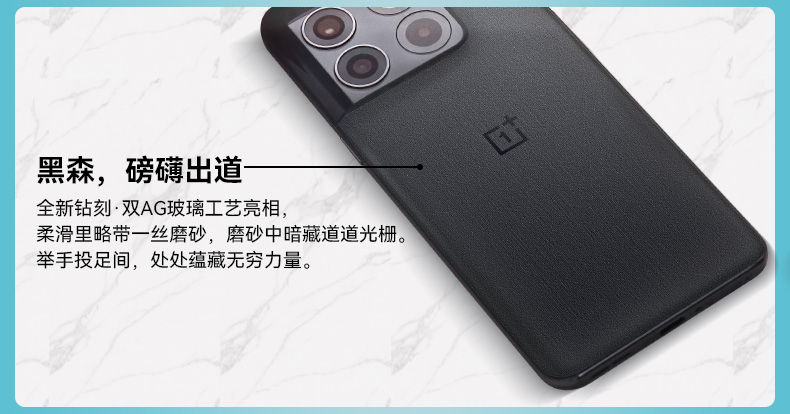 黑森，磅礴出道
全新钻刻·双AG玻璃工艺亮相，
柔滑里略带一丝磨砂，磨砂中暗藏道道光栅。
举手投足间，处处蕴藏无穷力量。